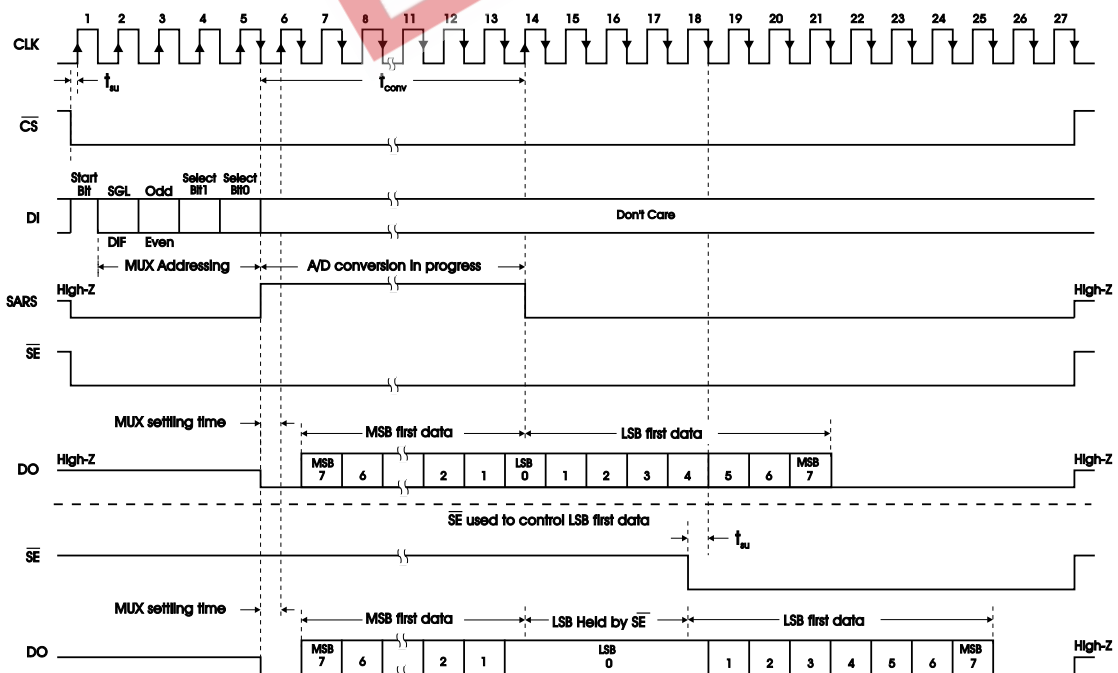 1 2 3 4 5 6 7 8 11 12 13 14 15 16 17 18 19 20 21 22 23 24 25 26 27
CLK
tsu
tconv
CS
Start Bit
SGL
Odd
Select Bit1
Select Bit0
DI
Don't Care
DIF
Even
MUX Addressing
A/D conversion in progress
High-Z
High-Z
SARS
SE
MUX settling time
MSB first data
LSB first data
High-Z
High-Z
DO
MSB 7
6
2
1
LSB 0
1
2
3
4
5
6
MSB 7
SE used to control LSB first data
tsu
SE
MUX settling time
MSB first data
LSB Held by SE
LSB first data
High-Z
DO
MSB 7
6
2
1
LSB 0
1
2
3
4
5
6
MSB 7